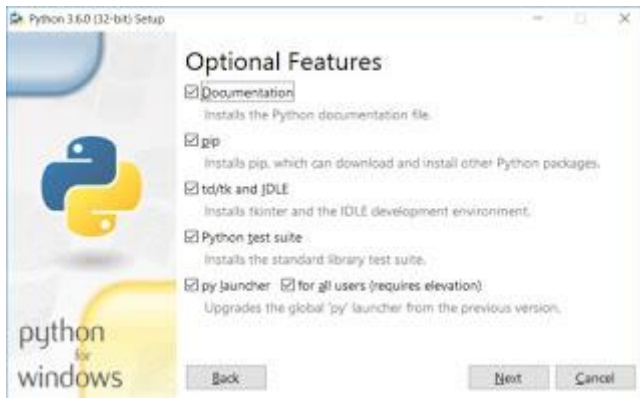 Python 3.6.0 (32-bit) Setup
Optional Features
Documentation
Installs the Python documentation file.
pip
Installs pip, which can download and install other Python packages.
tcl/tk and IDLE
Installs tkinter and the IDLE development environment.
Python test suite
Installs the standard library test suite.
py launcher for all users (requires elevation)
Upgrades the global 'py' launcher from the previous version.
python
for
windows
Back Next Cancel